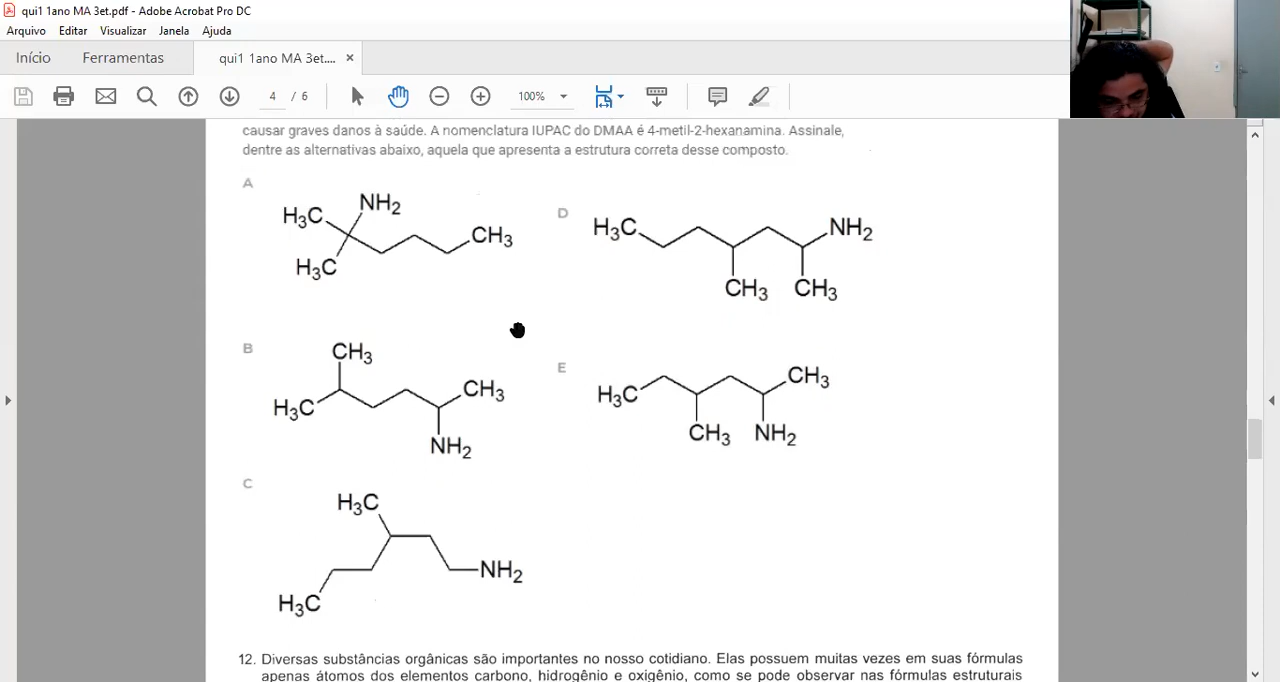 qui1 1ano MA 3et.pdf - Adobe Acrobat Pro DC
Arquivo Editar Visualizar Janela Ajuda
Início Ferramentas qui1 1ano MA 3et.... ×
4 / 6 100%
causar graves danos à saúde. A nomenclatura IUPAC do DMAA é 4-metil-2-hexanamina. Assinale,
dentre as alternativas abaixo, aquela que apresenta a estrutura correta desse composto.
A
NH2
H3C
CH3
H3C
D
H3C
NH2
CH3 CH3
B
CH3
H3C
CH3
NH2
E
H3C
CH3
CH3 NH2
C
H3C
NH2
H3C
12. Diversas substâncias orgânicas são importantes no nosso cotidiano. Elas possuem muitas vezes em suas fórmulas
apenas átomos dos elementos carbono, hidrogênio e oxigênio, como se pode observar nas fórmulas estruturais